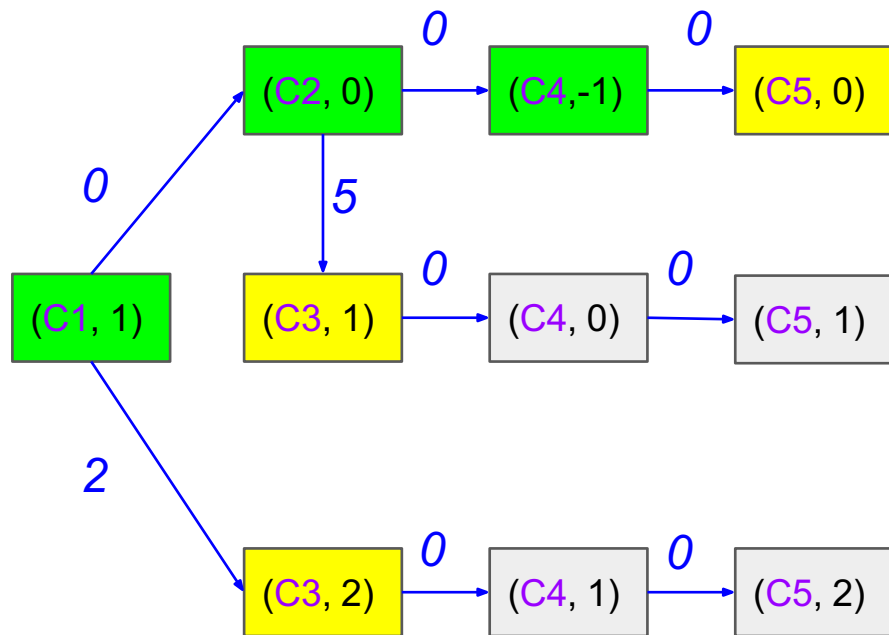 0 0
(C2, 0) (C4,-1) (C5, 0)
0 5
0 0
(C1, 1) (C3, 1) (C4, 0) (C5, 1)
2
0 0
(C3, 2) (C4, 1) (C5, 2)